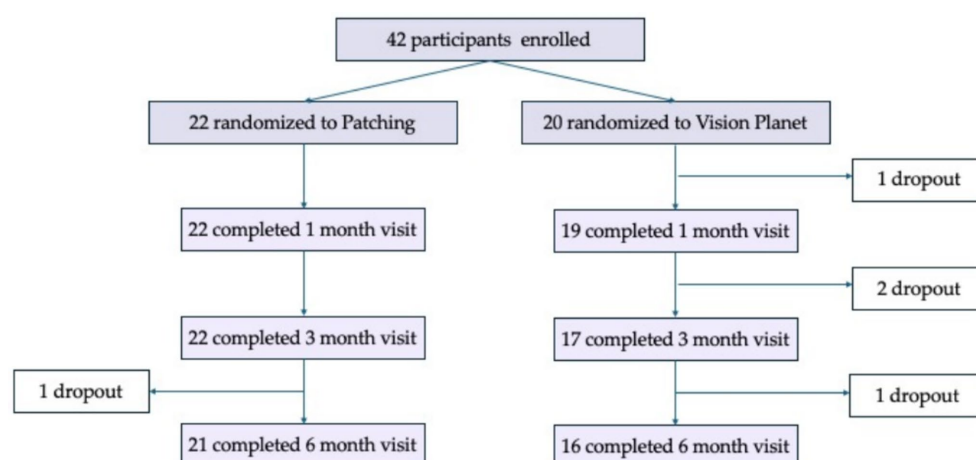 42 participants enrolled
22 randomized to Patching
20 randomized to Vision Planet
1 dropout
22 completed 1 month visit
19 completed 1 month visit
2 dropout
22 completed 3 month visit
17 completed 3 month visit
1 dropout
1 dropout
21 completed 6 month visit
16 completed 6 month visit